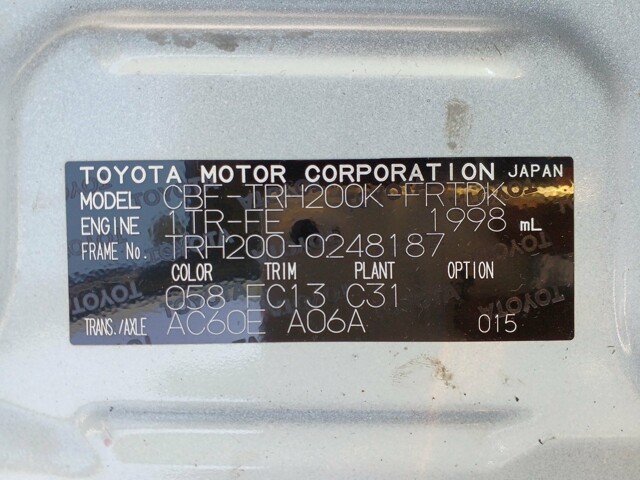 TOYOTA MOTOR CORPORATION JAPAN
MODEL CBF-TRH200K-FRTDK
ENGINE 1TR-FE 1998 mL
FRAME No. TRH200-0248187
COLOR TRIM PLANT OPTION
058 FC13 C31
TRANS./AXLE AC60E A06A 015